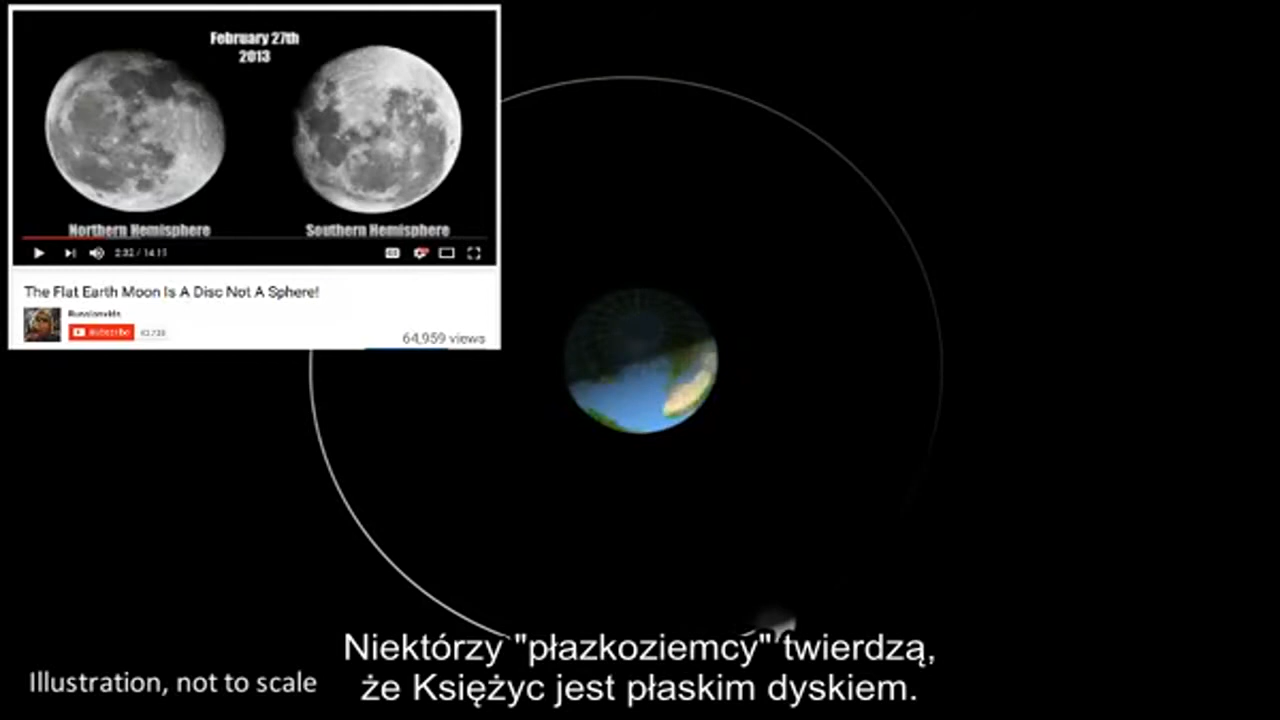 February 27th
2013
Northern Hemisphere
Southern Hemisphere
2:32 / 14:11
The Flat Earth Moon Is A Disc Not A Sphere!
Russianvids
Subscribe
64,959 views
Niektórzy "płazkoziemcy" twierdzą,
że Księżyc jest płaskim dyskiem.
Illustration, not to scale